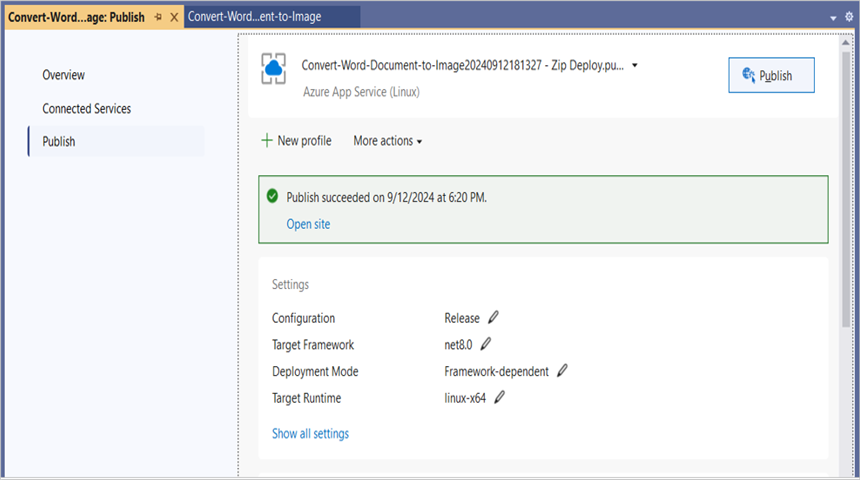 Convert-Word...age: Publish
Convert-Word...ent-to-Image
Overview
Connected Services
Publish
Convert-Word-Document-to-Image20240912181327 - Zip Deploy.pu...
Azure App Service (Linux)
Publish
New profile
More actions
Publish succeeded on 9/12/2024 at 6:20 PM.
Open site
Settings
Configuration Release
Target Framework net8.0
Deployment Mode Framework-dependent
Target Runtime linux-x64
Show all settings